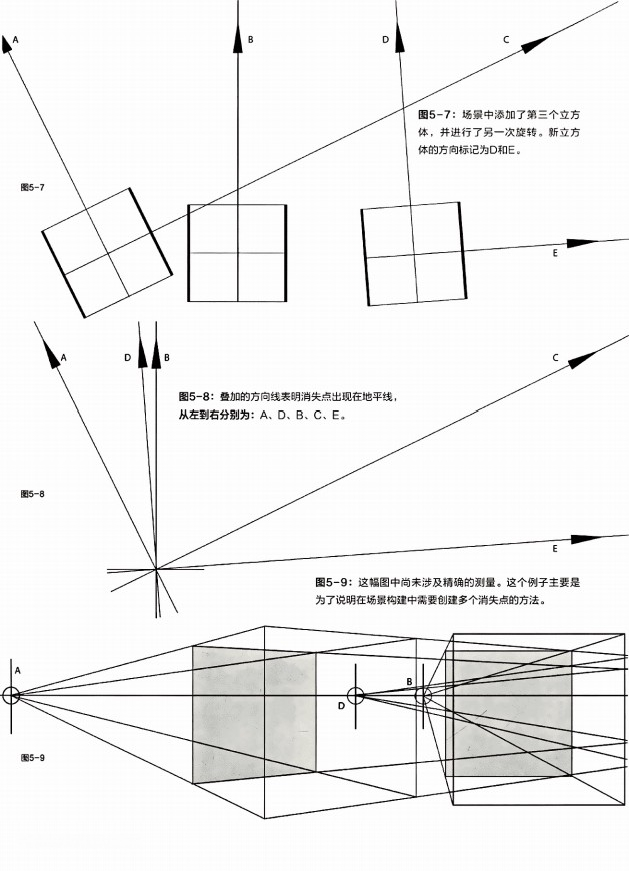 A
B
D
C
图5-7：场景中添加了第三个立方
体，并进行了另一次旋转。新立方
体的方向标记为D和E。
图5-7
E
A
D
B
C
图5-8：叠加的方向线表明消失点出现在地平线，
从左到右分别为：A、D、B、C、E。
图5-8
E
图5-9：这幅图中尚未涉及精确的测量。这个例子主要是
为了说明在场景构建中需要创建多个消失点的方法。
A
B
D
图5-9